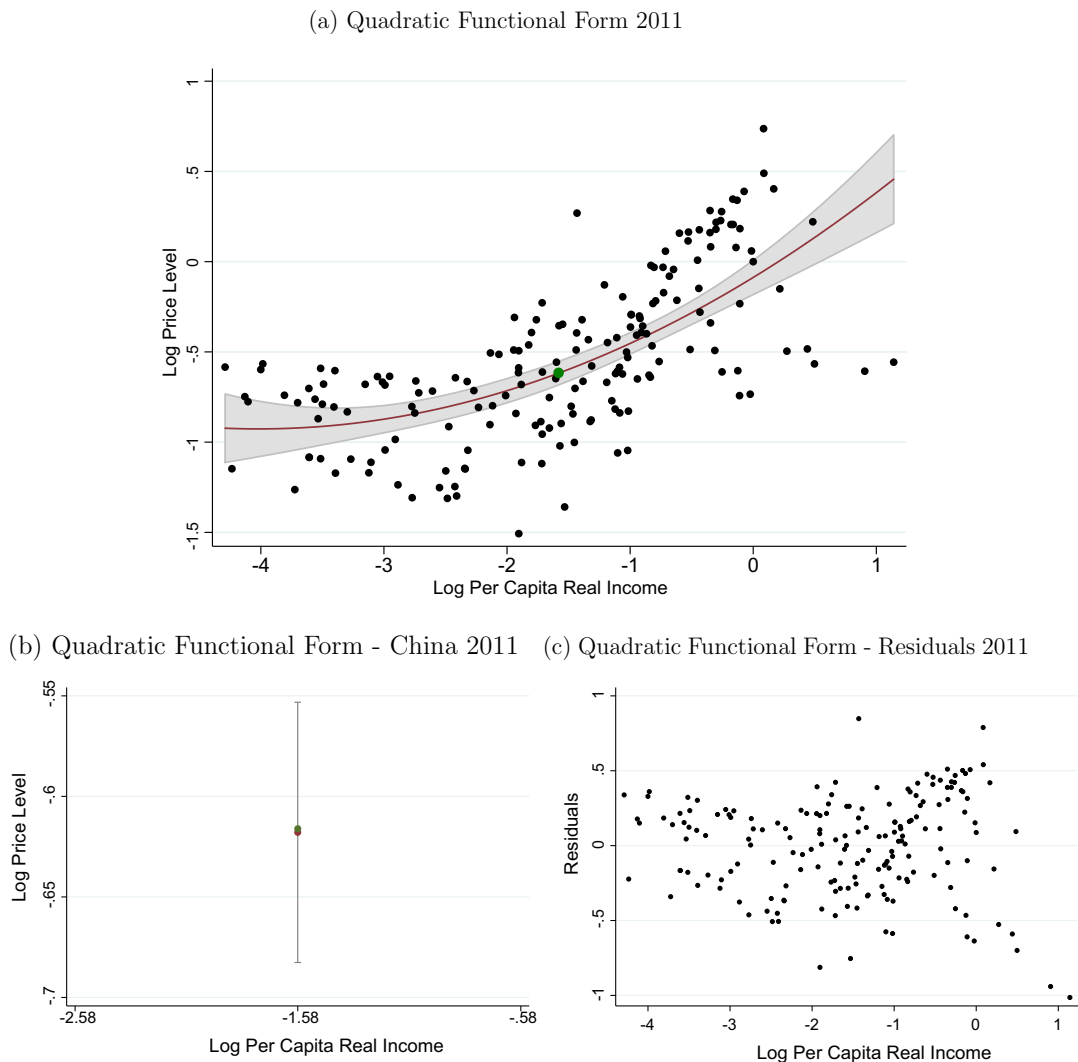 (a) Quadratic Functional Form 2011
1
.5
0
-.5
-1
-1.5
Log Price Level
-4 -3 -2 -1 0 1
Log Per Capita Real Income
(b) Quadratic Functional Form - China 2011
-.55
-.6
-.65
-.7
Log Price Level
-2.58 -1.58 -.58
Log Per Capita Real Income
(c) Quadratic Functional Form - Residuals 2011
1
.5
0
-.5
-1
Residuals
-4 -3 -2 -1 0 1
Log Per Capita Real Income